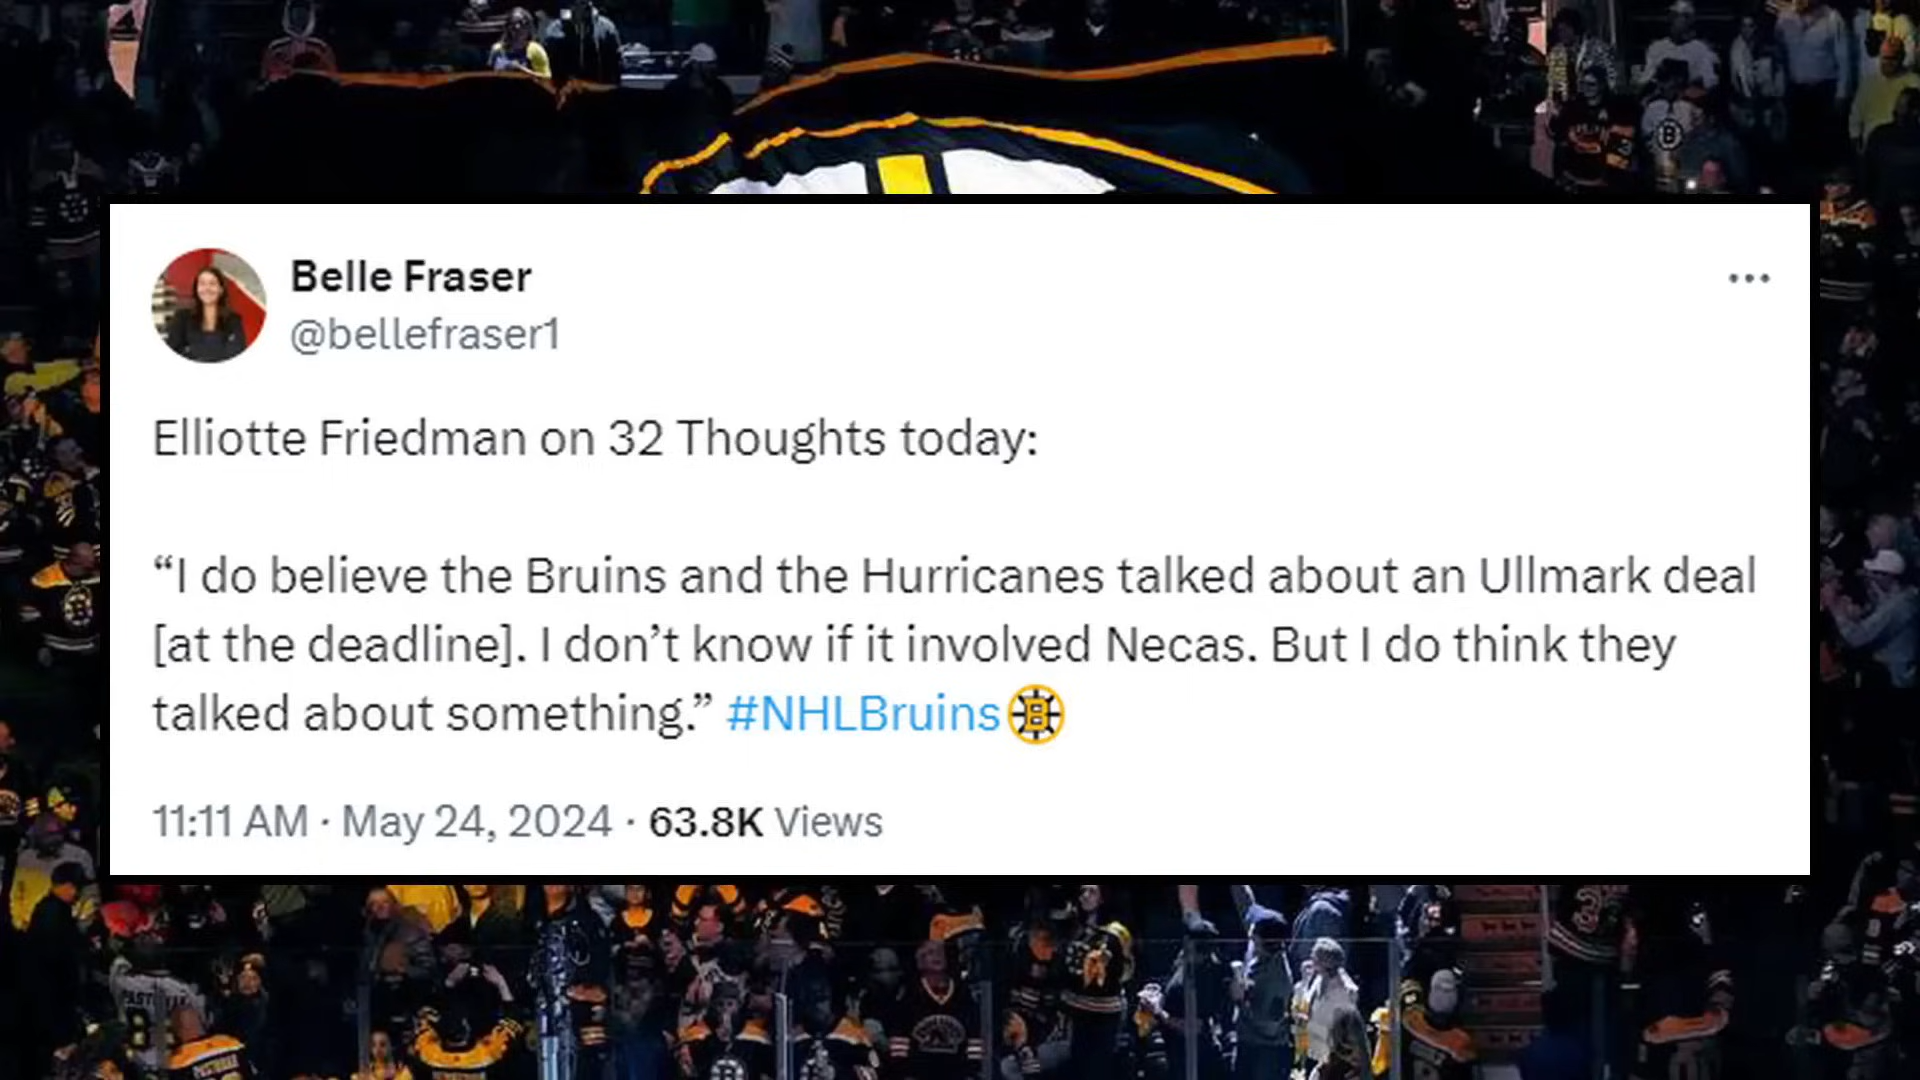 Belle Fraser
@bellefraser1
Elliotte Friedman on 32 Thoughts today:
“I do believe the Bruins and the Hurricanes talked about an Ullmark deal
[at the deadline]. I don’t know if it involved Necas. But I do think they
talked about something.” #NHLBruins
11:11 AM · May 24, 2024 · 63.8K Views